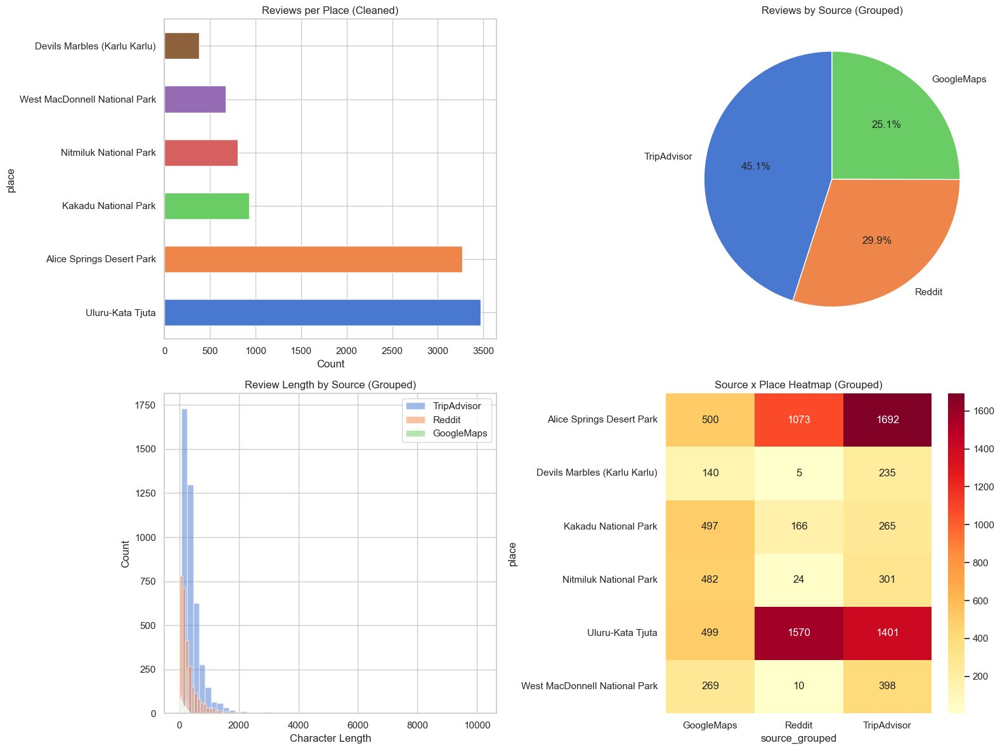 Reviews per Place (Cleaned)
Devils Marbles (Karlu Karlu)
West MacDonnell National Park
Nitmiluk National Park
Kakadu National Park
Alice Springs Desert Park
Uluru-Kata Tjuta
place
0 500 1000 1500 2000 2500 3000 3500
Count
Reviews by Source (Grouped)
GoogleMaps
25.1%
TripAdvisor
45.1%
29.9%
Reddit
Review Length by Source (Grouped)
TripAdvisor
Reddit
GoogleMaps
1750
1500
1250
1000
750
500
250
0
Count
0 2000 4000 6000 8000 10000
Character Length
Source x Place Heatmap (Grouped)
Alice Springs Desert Park 500 1073 1692
Devils Marbles (Karlu Karlu) 140 5 235
Kakadu National Park 497 166 265
Nitmiluk National Park 482 24 301
Uluru-Kata Tjuta 499 1570 1401
West MacDonnell National Park 269 10 398
place
GoogleMaps Reddit TripAdvisor
source_grouped
1600
1400
1200
1000
800
600
400
200